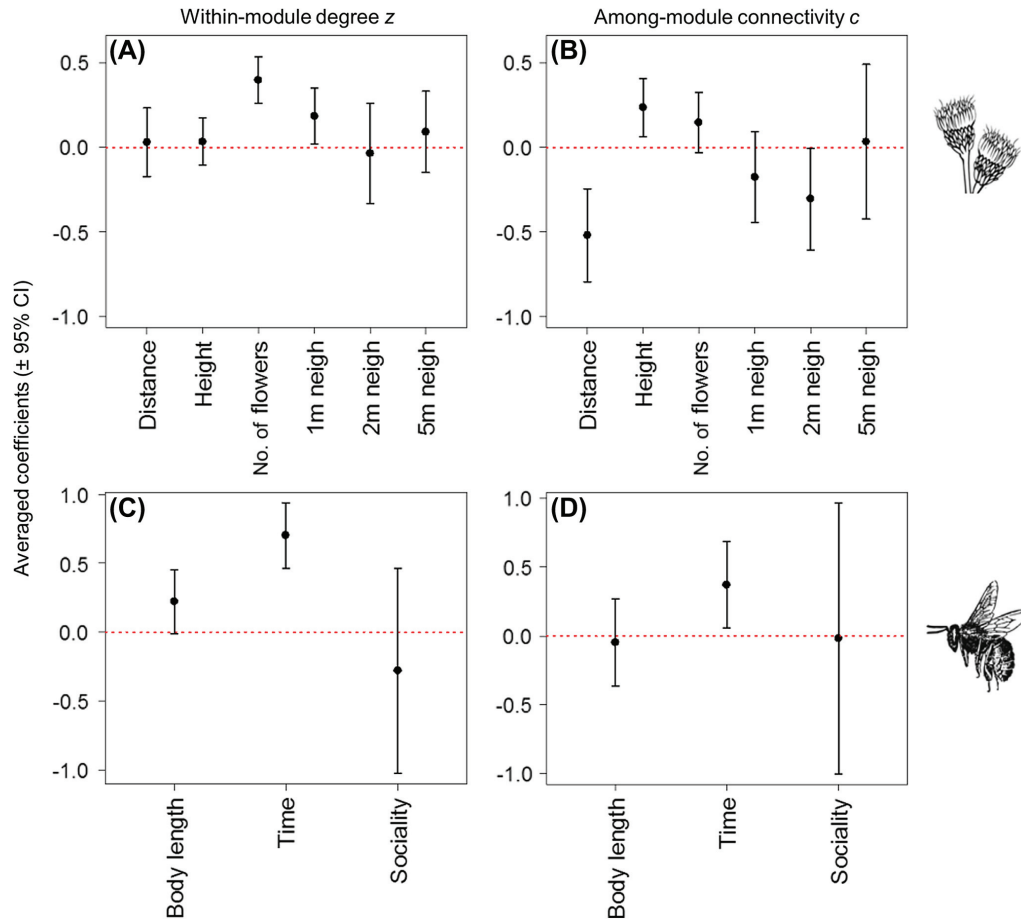 Within-module degree z
Among-module connectivity c
Averaged coefficients (± 95% CI)
(A)
0.5
0.0
-0.5
-1.0
Distance
Height
No. of flowers
1m neigh
2m neigh
5m neigh
(B)
0.5
0.0
-0.5
-1.0
Distance
Height
No. of flowers
1m neigh
2m neigh
5m neigh
(C)
1.0
0.5
0.0
-0.5
-1.0
Body length
Time
Sociality
(D)
1.0
0.5
0.0
-0.5
-1.0
Body length
Time
Sociality